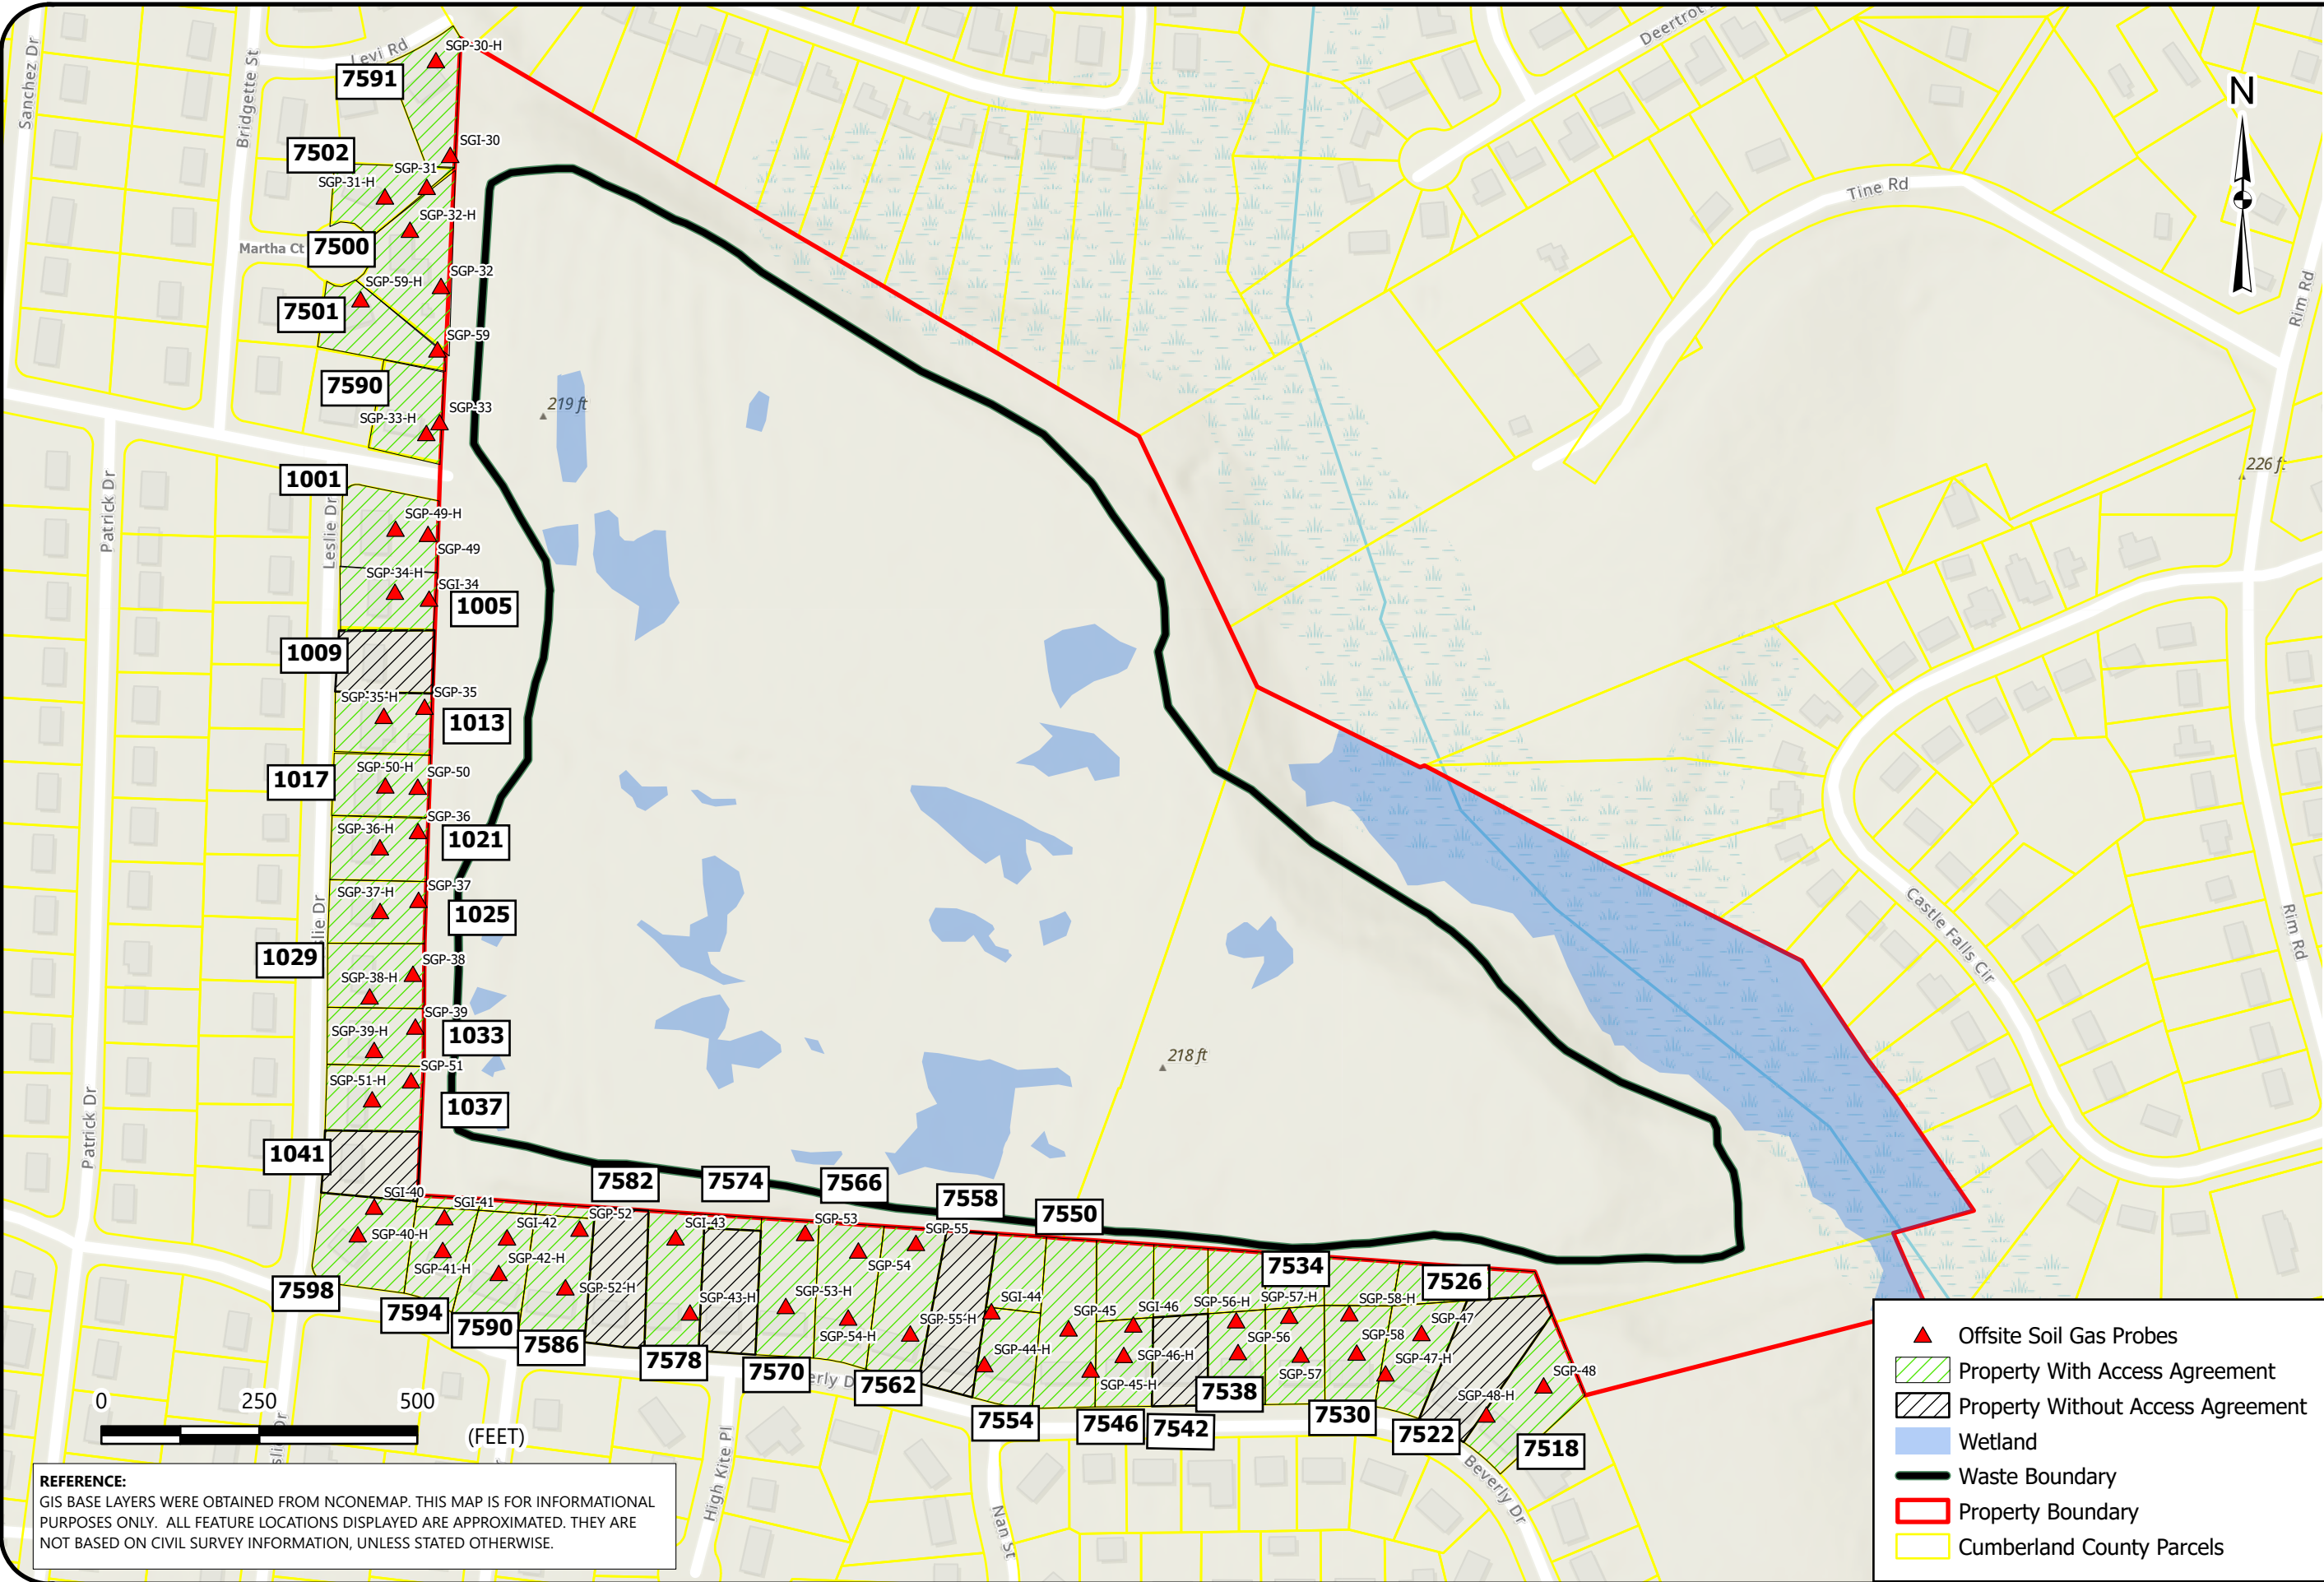 Sanchez Dr
Bridgette St
Levi Rd
SGP-30-H
7591
SGI-30
7502
SGP-31
SGP-31-H
SGP-32-H
Martha Ct
7500
SGP-32
SGP-59-H
7501
SGP-59
7590
SGP-33
SGP-33-H
219 ft
Deertrot
N
Tine Rd
Rim Rd
226 ft
1001
Patrick Dr
Leslie Dr
SGP-49-H
SGP-49
SGP-34-H
SGI-34
1005
1009
SGP-35-H
SGP-35
1013
SGP-50-H
SGP-50
1017
SGP-36
SGP-36-H
1021
SGP-37
SGP-37-H
1025
slie Dr
1029
SGP-38
SGP-38-H
SGP-39
SGP-39-H
1033
SGP-51
SGP-51-H
1037
Patrick Dr
1041
218 ft
Castle Falls Cir
Rim Rd
7582
7574
7566
7558
7550
7534
7526
SGI-40
SGI-41
SGI-42
SGP-52
SGI-43
SGP-53
SGP-55
SGP-40-H
SGP-41-H
SGP-42-H
SGP-54
SGP-52-H
SGP-43-H
SGP-53-H
SGP-54-H
SGP-55-H
SGI-44
SGP-44-H
SGP-45
SGI-46
SGP-56-H
SGP-57-H
SGP-58-H
SGP-47
SGP-45-H
SGP-46-H
SGP-56
SGP-57
SGP-58
SGP-47-H
SGP-48-H
SGP-48
7598
7594
7590
7586
7578
7570
7562
7554
7546
7542
7538
7530
7522
7518
erly D
Beverly Dr
High Kite Pl
Nan St
0 250 500
(FEET)
REFERENCE:
GIS BASE LAYERS WERE OBTAINED FROM NCONEMAP. THIS MAP IS FOR INFORMATIONAL
PURPOSES ONLY. ALL FEATURE LOCATIONS DISPLAYED ARE APPROXIMATED. THEY ARE
NOT BASED ON CIVIL SURVEY INFORMATION, UNLESS STATED OTHERWISE.
Offsite Soil Gas Probes
Property With Access Agreement
Property Without Access Agreement
Wetland
Waste Boundary
Property Boundary
Cumberland County Parcels